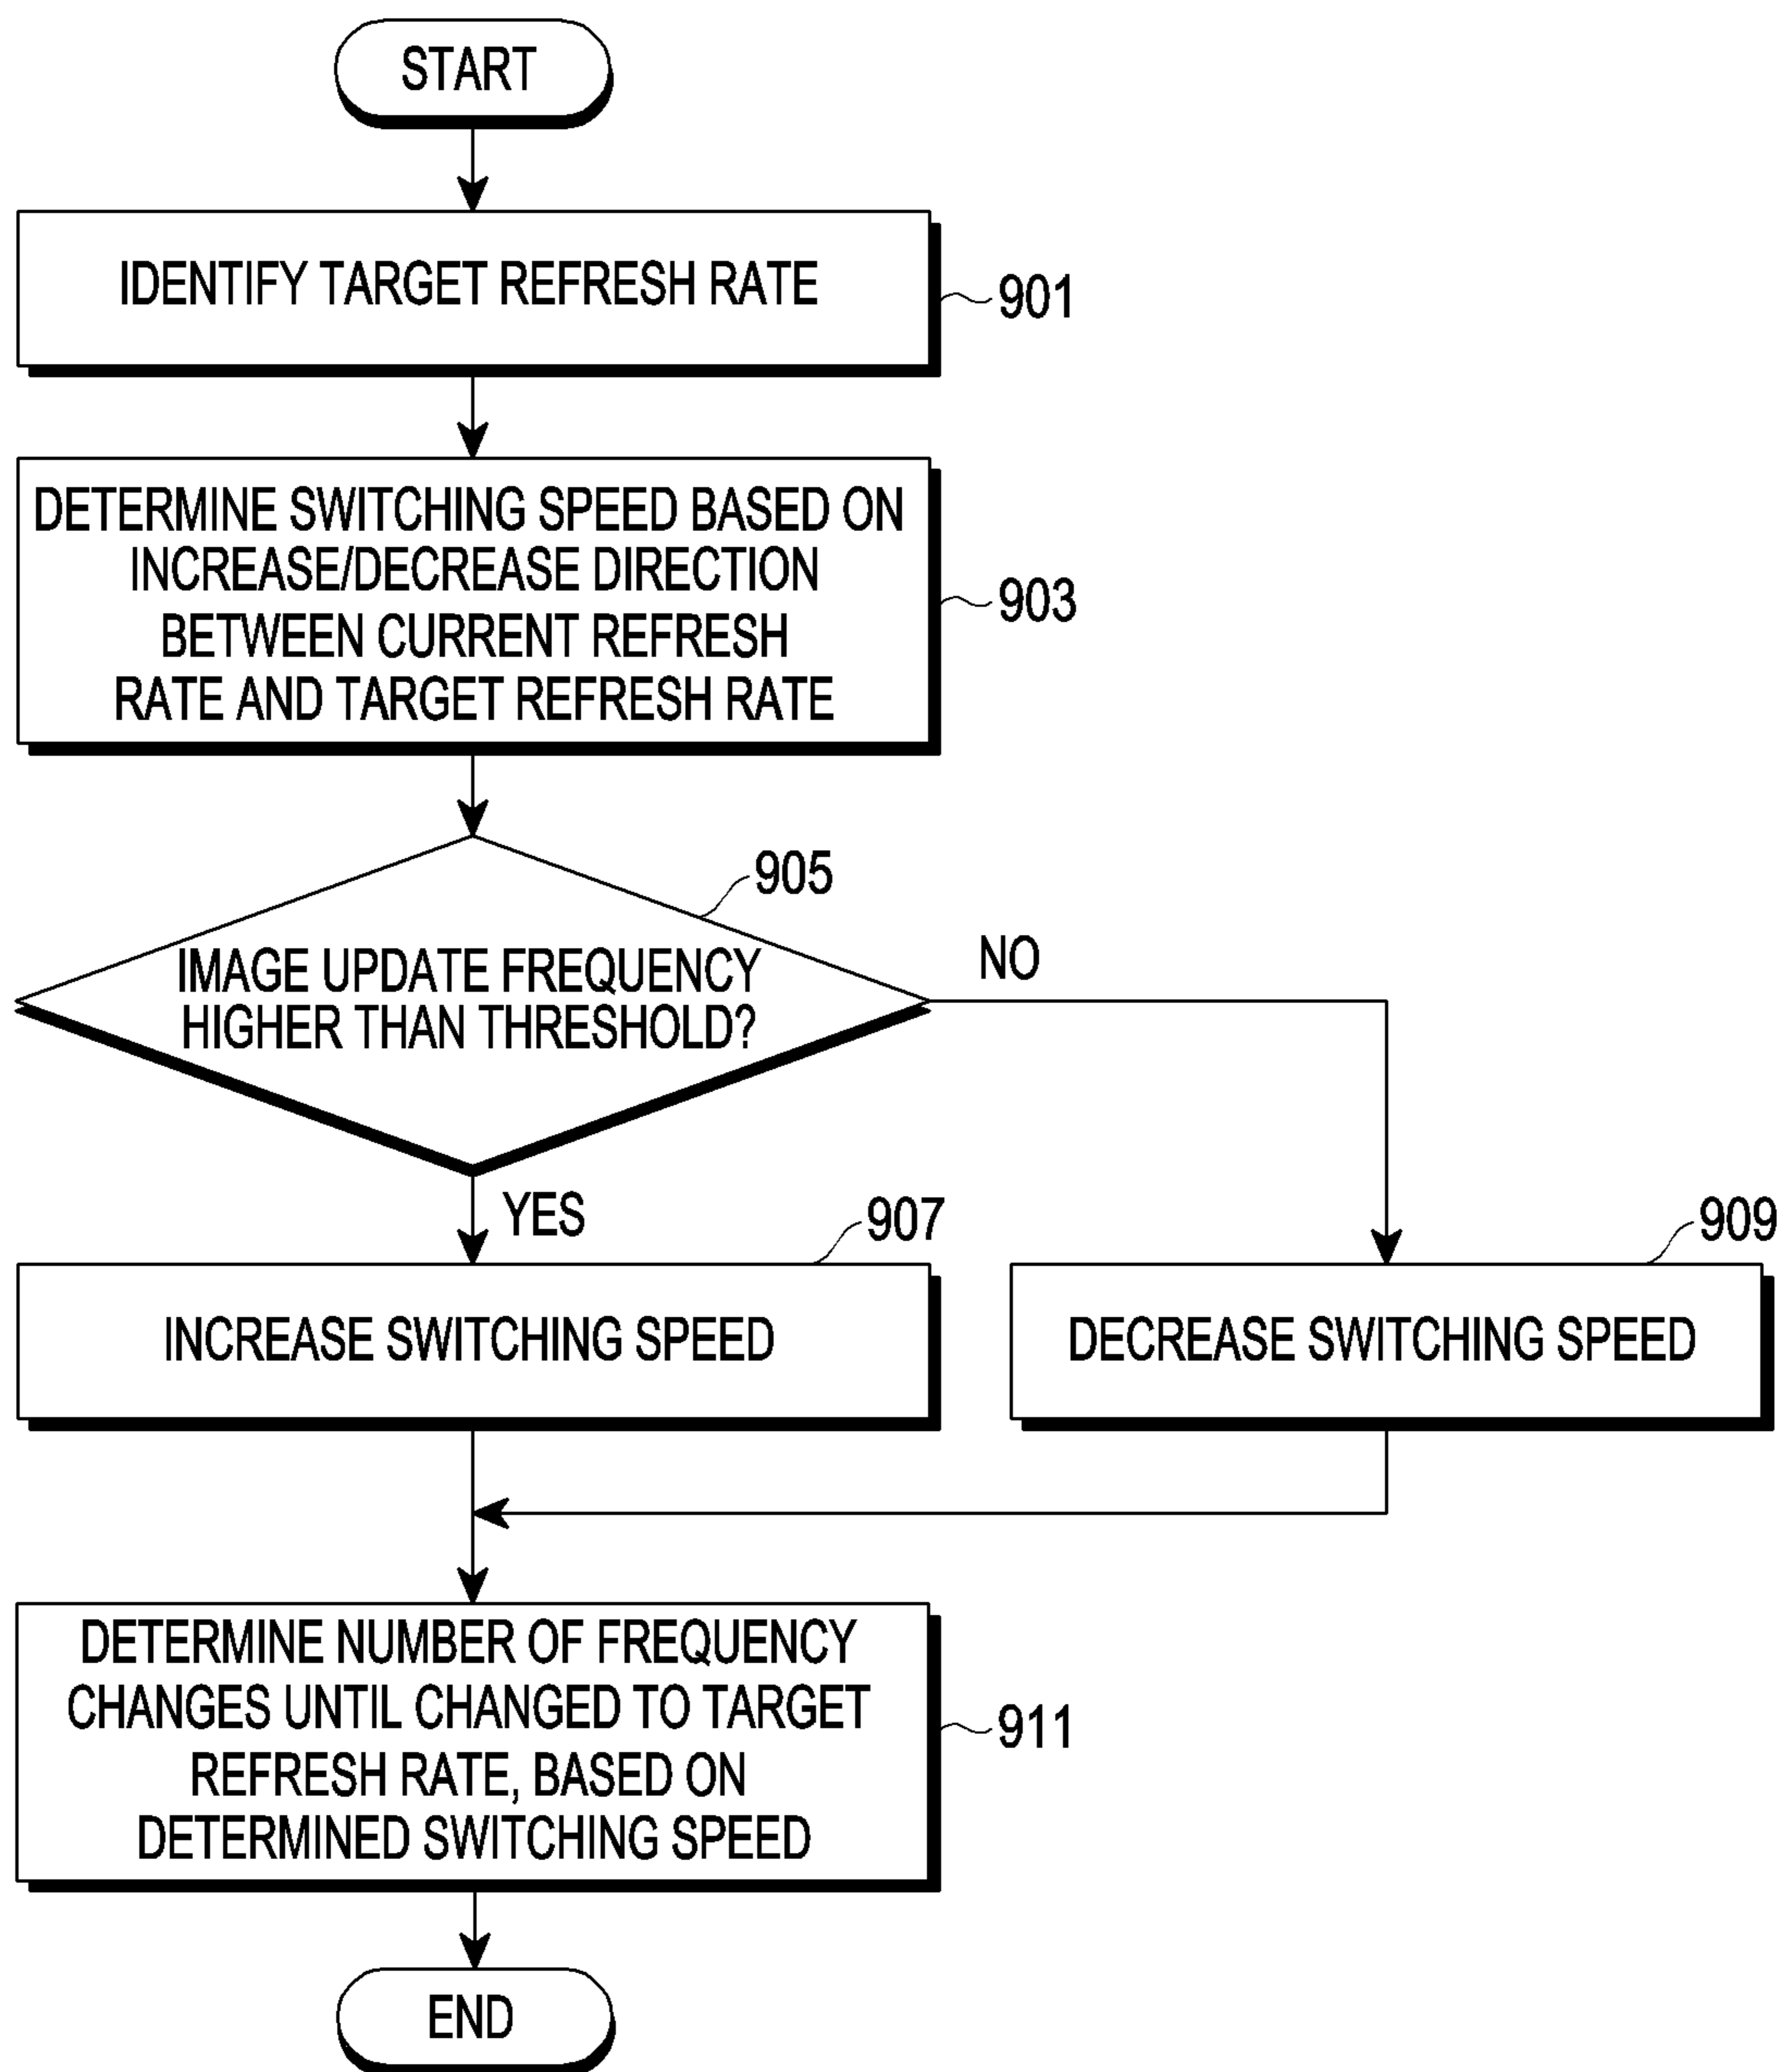 START
IDENTIFY TARGET REFRESH RATE
901
DETERMINE SWITCHING SPEED BASED ON
INCREASE/DECREASE DIRECTION
BETWEEN CURRENT REFRESH
RATE AND TARGET REFRESH RATE
903
905
IMAGE UPDATE FREQUENCY
HIGHER THAN THRESHOLD?
NO
YES
907
INCREASE SWITCHING SPEED
909
DECREASE SWITCHING SPEED
DETERMINE NUMBER OF FREQUENCY
CHANGES UNTIL CHANGED TO TARGET
REFRESH RATE, BASED ON
DETERMINED SWITCHING SPEED
911
END